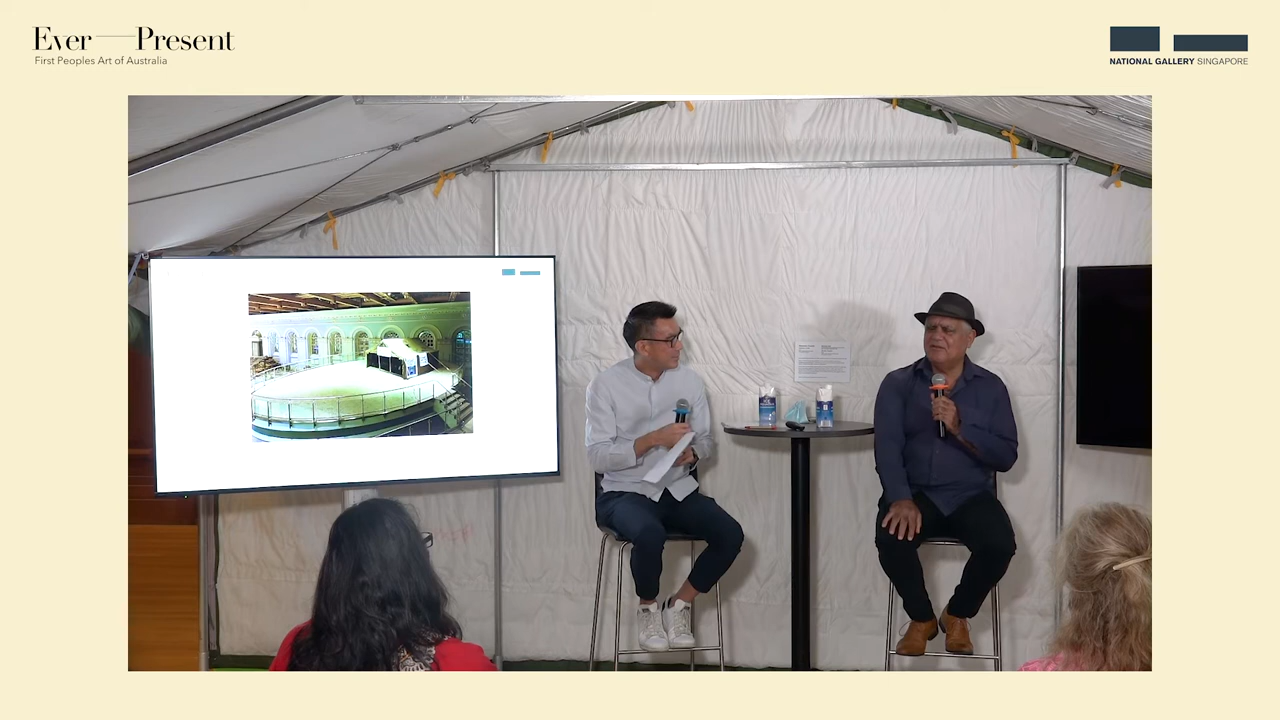 Ever — Present
First Peoples Art of Australia
NATIONAL GALLERY SINGAPORE